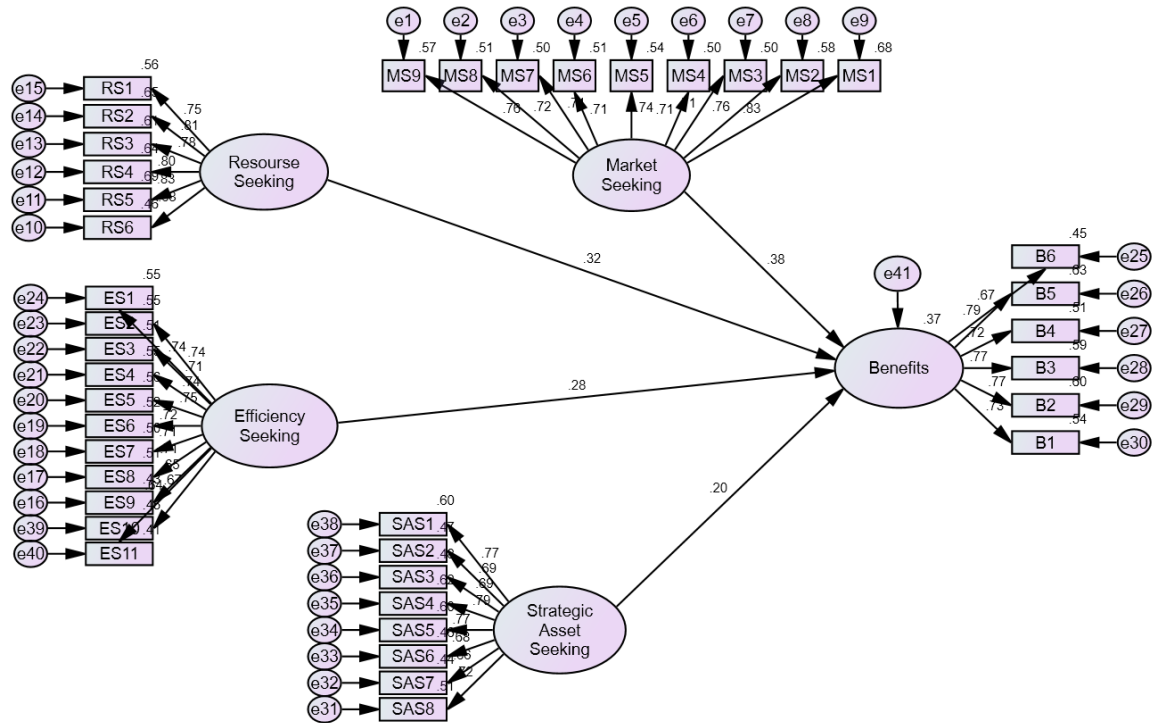 e1 e2 e3 e4 e5 e6 e7 e8 e9
.57 .51 .50 .51 .54 .50 .50 .58 .68
MS9 MS8 MS7 MS6 MS5 MS4 MS3 MS2 MS1
.76 .72 .71 .74 .71 .76 .83
Market
Seeking
.56
e15 RS1
e14 RS2
e13 RS3
e12 RS4
e11 RS5
e10 RS6
.75
.81
.78
.80
.83
Resourse
Seeking
.32
.38
.55
e24 ES1 .55
e23 ES2 .51
e22 ES3
e21 ES4
e20 ES5
e19 ES6
e18 ES7
e17 ES8
e16 ES9
e39 ES10
e40 ES11
.41
.74 .74
.71
.74
.75
.72
.71
.67
Efficiency
Seeking
.28
e41
.37
Benefits
.45
B6 e25
.63
B5 e26
.51
B4 e27
.59
B3 e28
.60
B2 e29
.54
B1 e30
.67
.79
.72
.77
.77
.73
.20
.60
e38 SAS1
.47
e37 SAS2
e36 SAS3
e35 SAS4
e34 SAS5
e33 SAS6
.44
e32 SAS7
.51
e31 SAS8
.77
.69
.69
.79
.77
.68
Strategic
Asset
Seeking